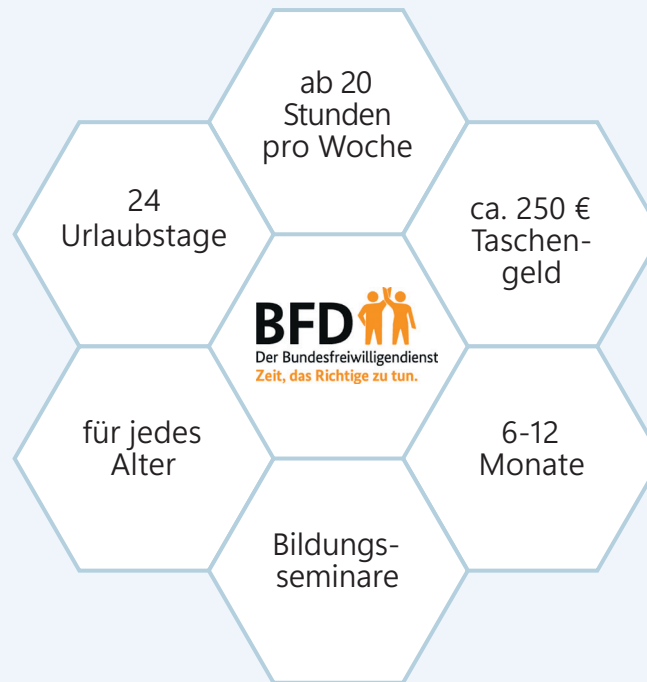 ab 20
Stunden
pro Woche
24
Urlaubstage
ca. 250 €
Taschen-
geld
BFD
Der Bundesfreiwilligendienst
Zeit, das Richtige zu tun.
für jedes
Alter
6-12
Monate
Bildungs-
seminare